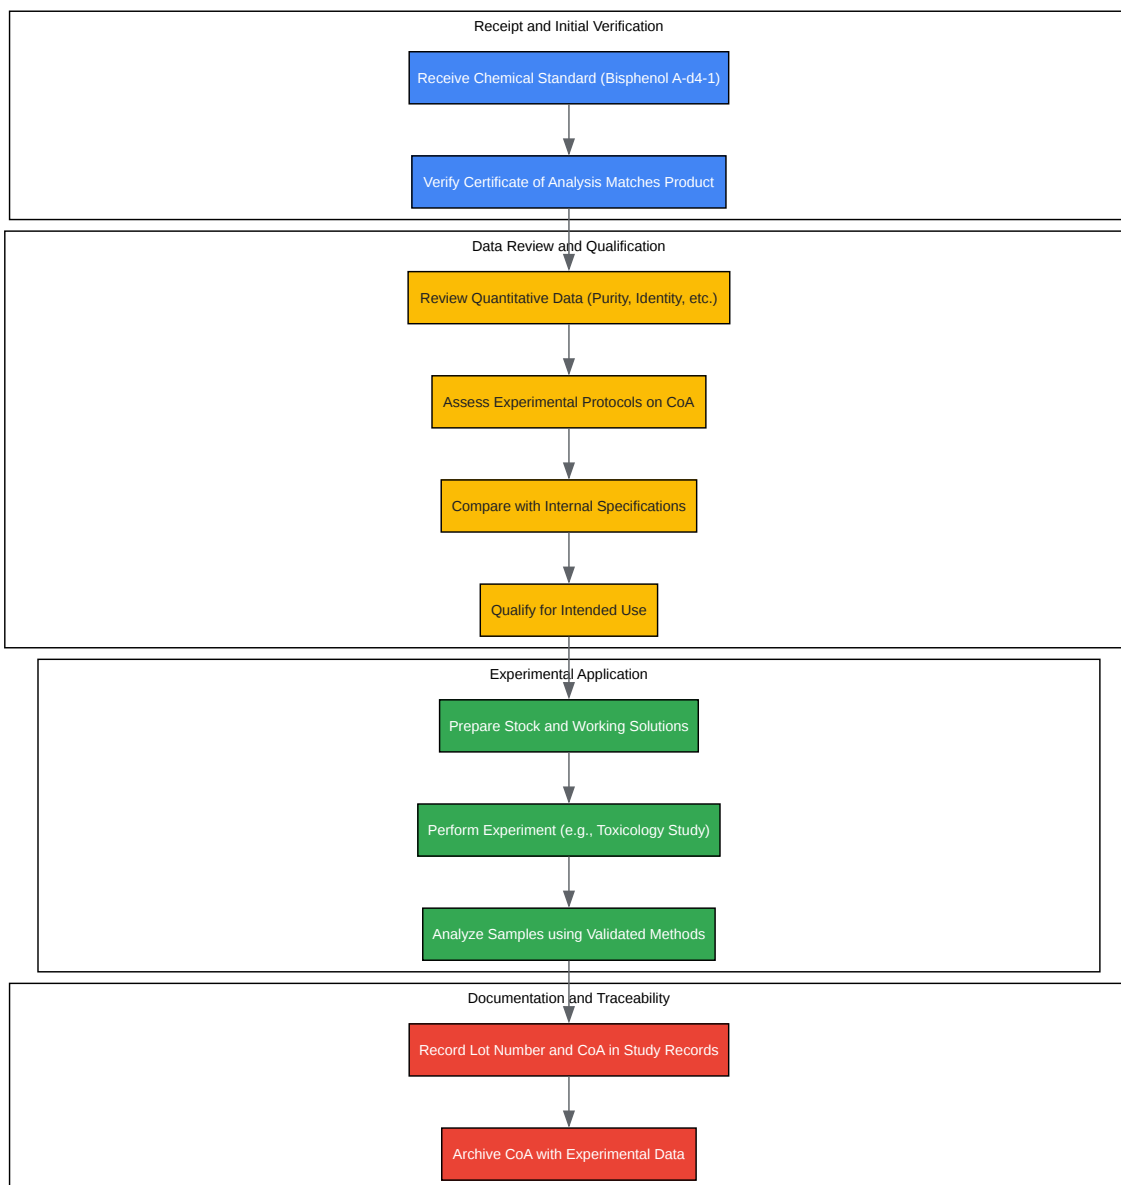 Receipt and Initial Verification
Receive Chemical Standard (Bisphenol A-d4-1)
Verify Certificate of Analysis Matches Product
Data Review and Qualification
Review Quantitative Data (Purity, Identity, etc.)
Assess Experimental Protocols on CoA
Compare with Internal Specifications
Qualify for Intended Use
Experimental Application
Prepare Stock and Working Solutions
Perform Experiment (e.g., Toxicology Study)
Analyze Samples using Validated Methods
Documentation and Traceability
Record Lot Number and CoA in Study Records
Archive CoA with Experimental Data